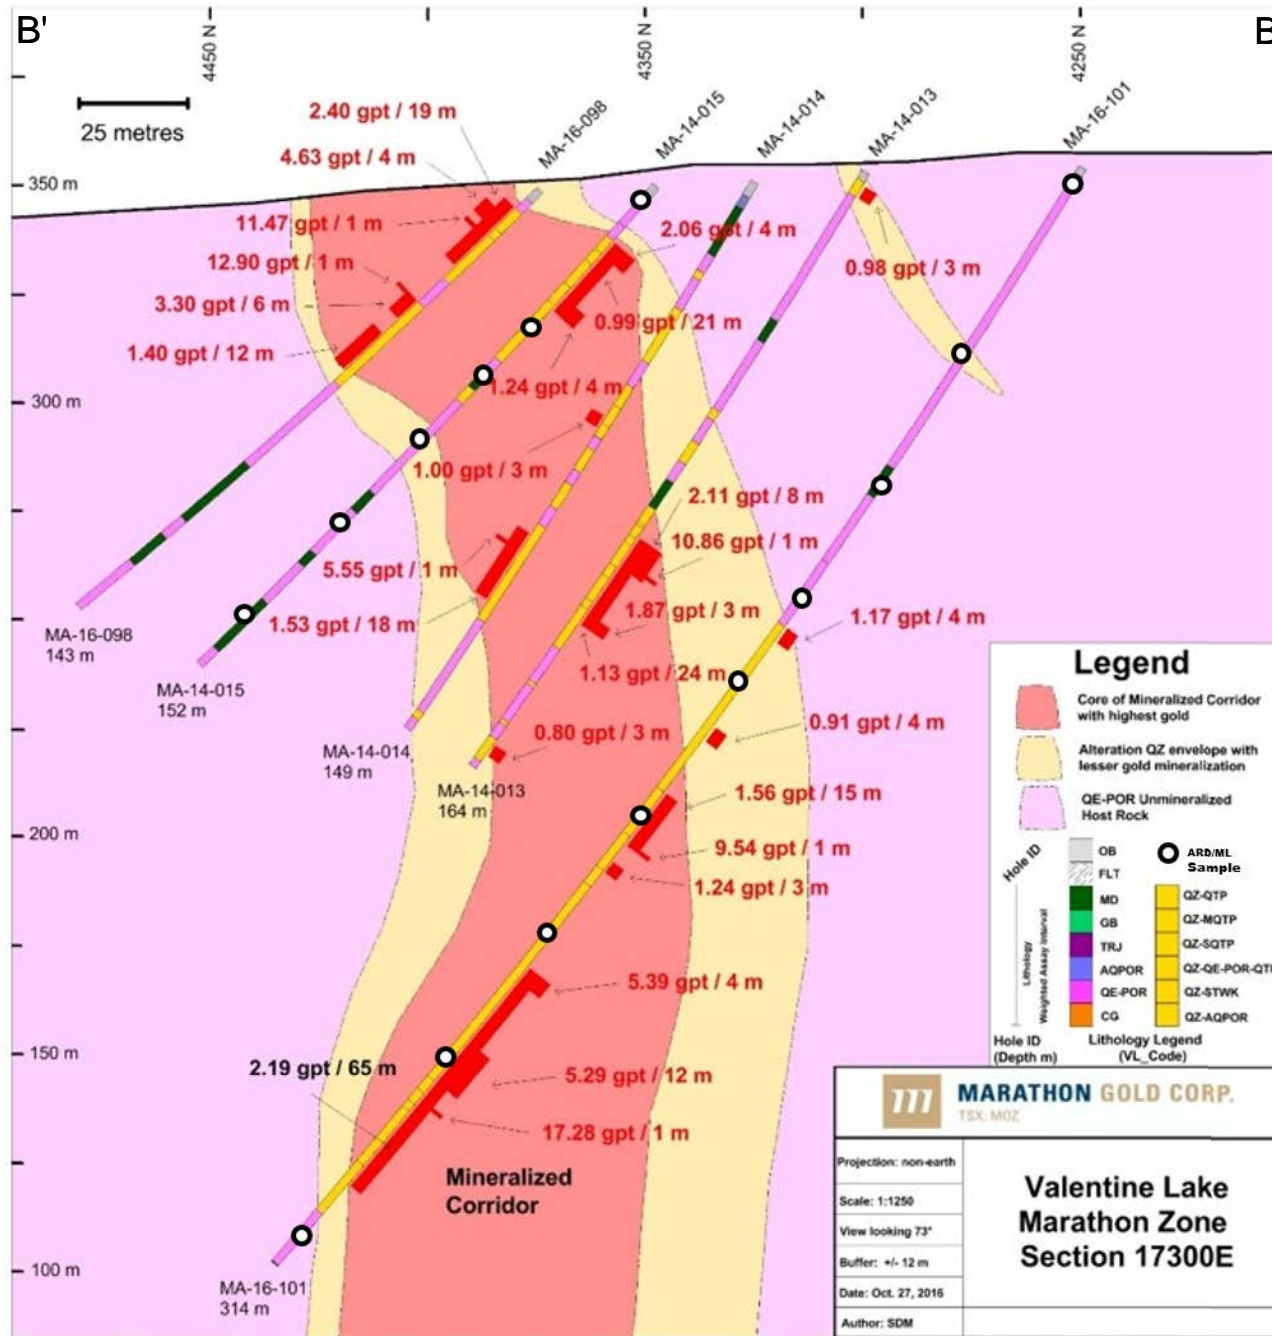 B'
B
4450 N
4350 N
4250 N
25 metres
MA-16-098
MA-14-015
MA-14-014
MA-14-013
MA-16-101
350 m
300 m
200 m
150 m
100 m
2.40 gpt / 19 m
4.63 gpt / 4 m
11.47 gpt / 1 m
12.90 gpt / 1 m
3.30 gpt / 6 m
1.40 gpt / 12 m
2.06 gpt / 4 m
0.99 gpt / 21 m
1.24 gpt / 4 m
0.98 gpt / 3 m
1.00 gpt / 3 m
5.55 gpt / 1 m
1.53 gpt / 18 m
2.11 gpt / 8 m
10.86 gpt / 1 m
1.87 gpt / 3 m
1.13 gpt / 24 m
0.80 gpt / 3 m
1.17 gpt / 4 m
0.91 gpt / 4 m
1.56 gpt / 15 m
9.54 gpt / 1 m
1.24 gpt / 3 m
5.39 gpt / 4 m
2.19 gpt / 65 m
5.29 gpt / 12 m
17.28 gpt / 1 m
MA-16-098
143 m
MA-14-015
152 m
MA-14-014
149 m
MA-14-013
164 m
MA-16-101
314 m
Mineralized
Corridor
Legend
Core of Mineralized Corridor
with highest gold
Alteration QZ envelope with
lesser gold mineralization
QE-POR Unmineralized
Host Rock
Hole ID
Lithology
Weighted Assay Interval
Hole ID
(Depth m)
OB
FLT
MD
GB
TRJ
AQPOR
QE-POR
CG
ARD/ML
Sample
QZ-QTP
QZ-MQTP
QZ-SQTP
QZ-QE-POR-QTP
QZ-STWK
QZ-AQPOR
Lithology Legend
(VL_Code)
m MARATHON GOLD CORP.
TSX: MOZ
Projection: non-earth
Scale: 1:1250
View looking 73°
Buffer: +/- 12 m
Date: Oct. 27, 2016
Author: SDM
Valentine Lake
Marathon Zone
Section 17300E